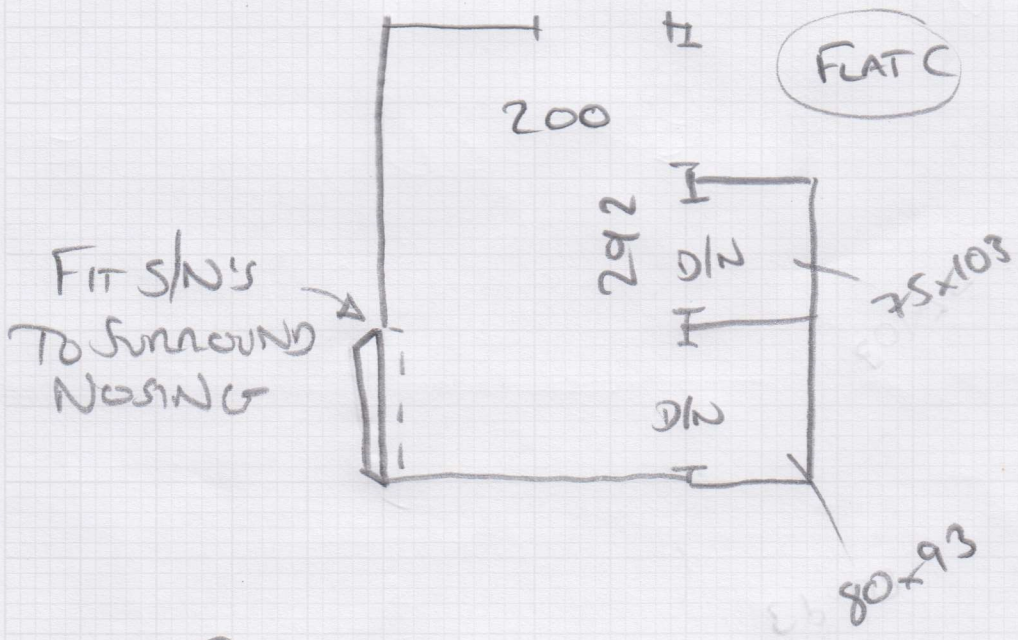 FLAT C
200
292
D/N
75x103
FIT S/N'S
TO SURROUND
NOSING
D/N
80x93